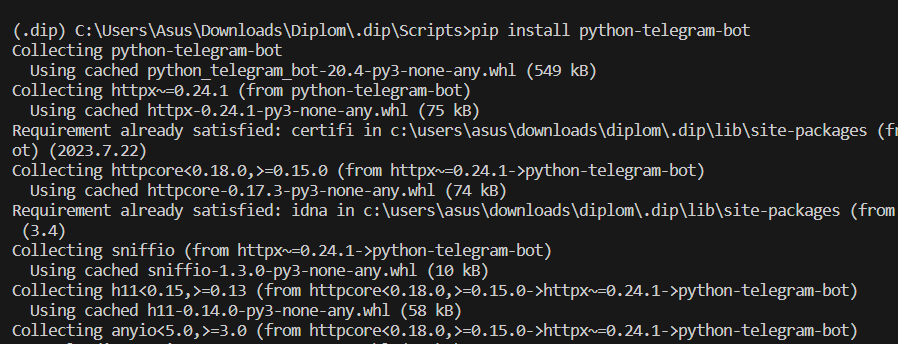 (.dip) C:\Users\Asus\Downloads\Diplom\.dip\Scripts>pip install python-telegram-bot
Collecting python-telegram-bot
  Using cached python_telegram_bot-20.4-py3-none-any.whl (549 kB)
Collecting httpx~=0.24.1 (from python-telegram-bot)
  Using cached httpx-0.24.1-py3-none-any.whl (75 kB)
Requirement already satisfied: certifi in c:\users\asus\downloads\diplom\.dip\lib\site-packages (fr
ot) (2023.7.22)
Collecting httpcore<0.18.0,>=0.15.0 (from httpx~=0.24.1->python-telegram-bot)
  Using cached httpcore-0.17.3-py3-none-any.whl (74 kB)
Requirement already satisfied: idna in c:\users\asus\downloads\diplom\.dip\lib\site-packages (from
 (3.4)
Collecting sniffio (from httpx~=0.24.1->python-telegram-bot)
  Using cached sniffio-1.3.0-py3-none-any.whl (10 kB)
Collecting h11<0.15,>=0.13 (from httpcore<0.18.0,>=0.15.0->httpx~=0.24.1->python-telegram-bot)
  Using cached h11-0.14.0-py3-none-any.whl (58 kB)
Collecting anyio<5.0,>=3.0 (from httpcore<0.18.0,>=0.15.0->httpx~=0.24.1->python-telegram-bot)